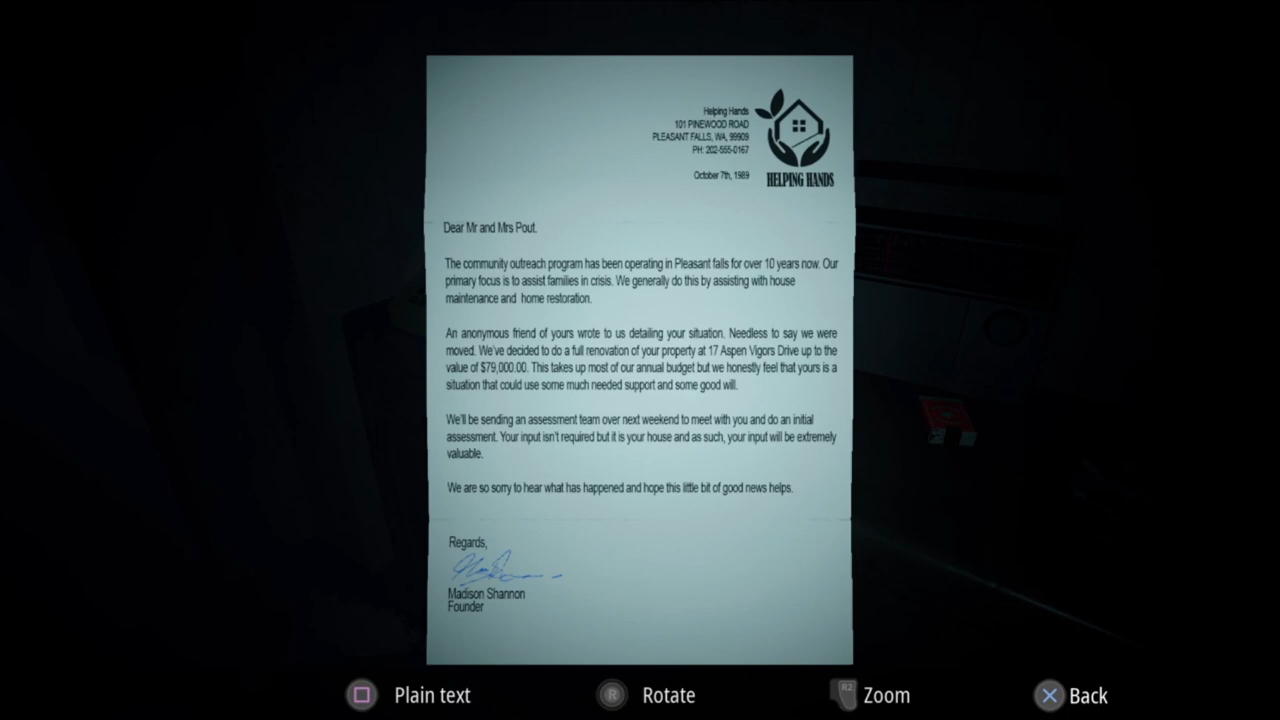 Helping Hands
101 PINEWOOD ROAD
PLEASANT FALLS, WA, 99909
PH: 202-555-0167
October 7th, 1989
HELPING HANDS
Dear Mr and Mrs Pout.
The community outreach program has been operating in Pleasant falls for over 10 years now. Our
primary focus is to assist families in crisis. We generally do this by assisting with house
maintenance and home restoration.
An anonymous friend of yours wrote to us detailing your situation. Needless to say we were
moved. We've decided to do a full renovation of your property at 17 Aspen Vigors Drive up to the
value of $79,000.00. This takes up most of our annual budget but we honestly feel that yours is a
situation that could use some much needed support and some good will.
We'll be sending an assessment team over next weekend to meet with you and do an initial
assessment. Your input isn't required but it is your house and as such, your input will be extremely
valuable.
We are so sorry to hear what has happened and hope this little bit of good news helps.
Regards,
Madison Shannon
Founder
Plain text
R
Rotate
R2
Zoom
Back